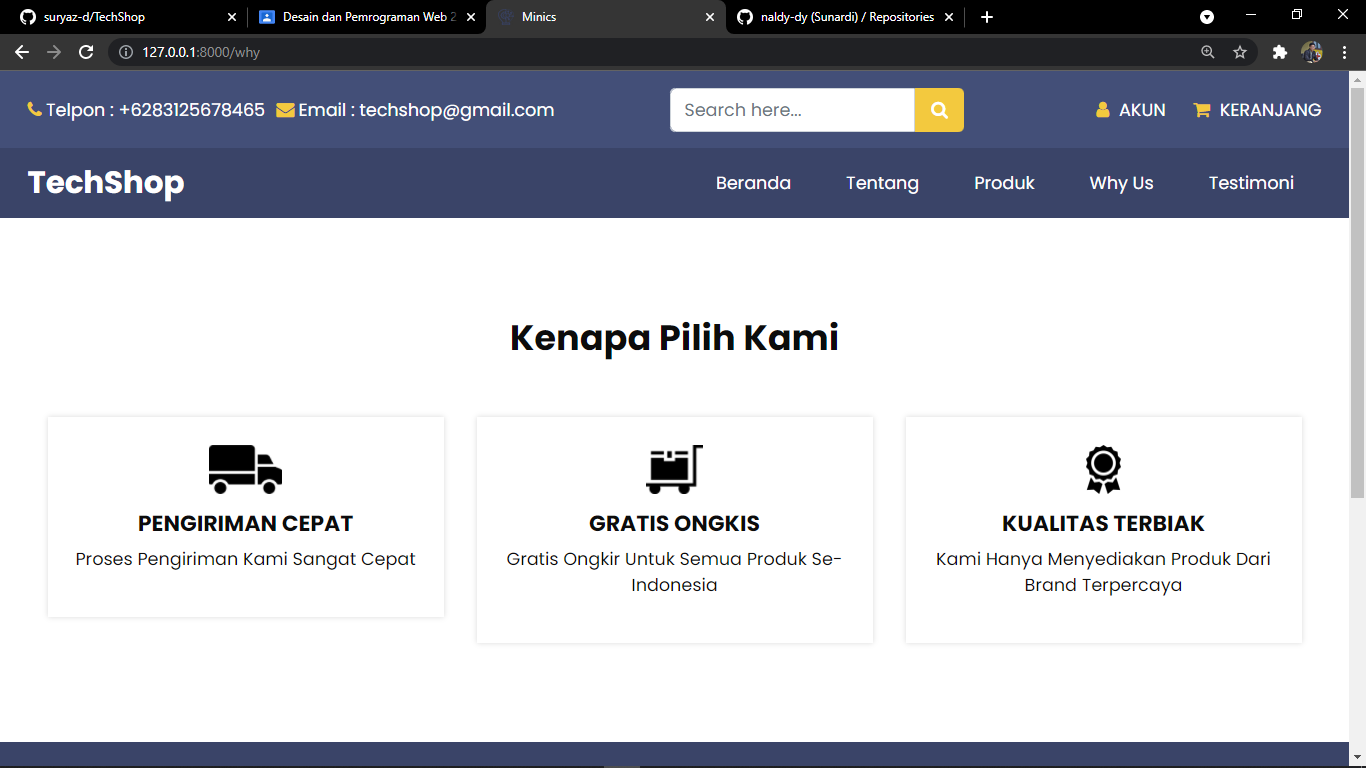 suryaz-d/TechShop
Desain dan Pemrograman Web 2
Minics
naldy-dy (Sunardi) / Repositories
127.0.0.1:8000/why
Telpon : +6283125678465 Email : techshop@gmail.com
Search here...
AKUN
KERANJANG
TechShop
Beranda
Tentang
Produk
Why Us
Testimoni
Kenapa Pilih Kami
PENGIRIMAN CEPAT
Proses Pengiriman Kami Sangat Cepat
GRATIS ONGKIS
Gratis Ongkir Untuk Semua Produk Se-
Indonesia
KUALITAS TERBIAK
Kami Hanya Menyediakan Produk Dari
Brand Terpercaya